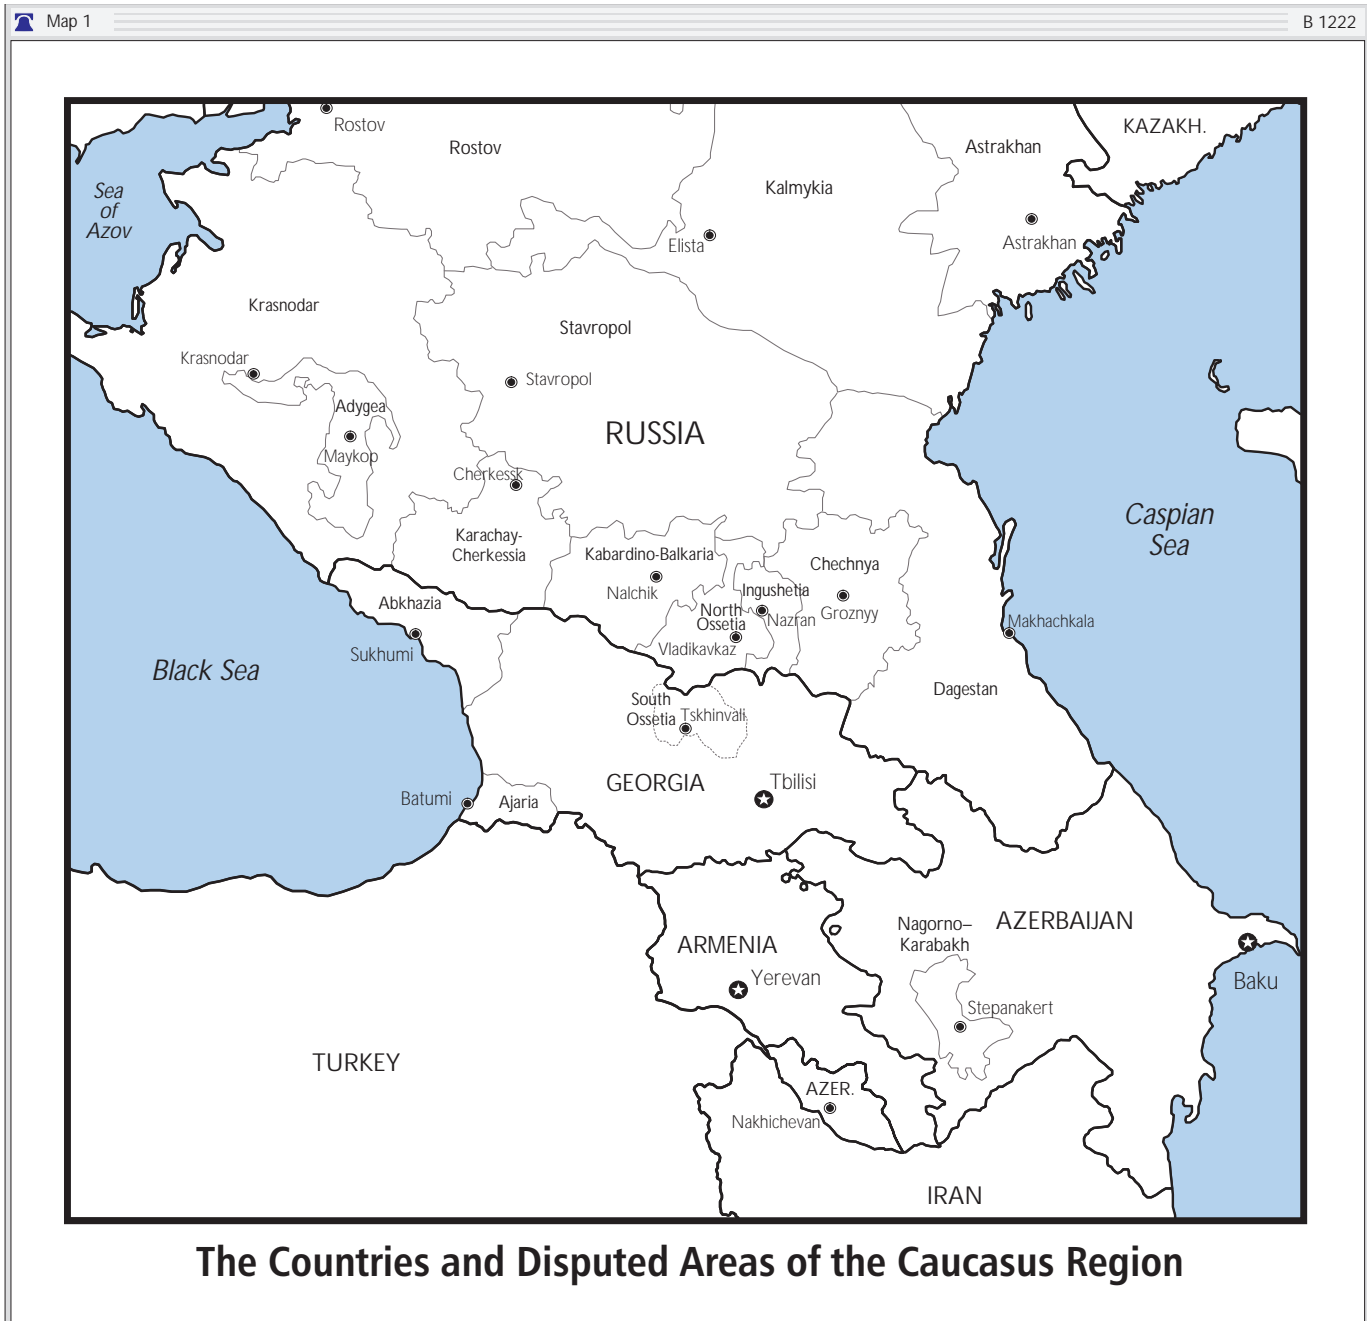 Map 1
B 1222
Rostov
Rostov
Astrakhan
KAZAKH.
Sea
of
Azov
Kalmykia
Elista
Astrakhan
Krasnodar
Stavropol
Krasnodar
Stavropol
Adygea
RUSSIA
Maykop
Cherkessk
Caspian
Sea
Karachay-
Cherkessia
Kabardino-Balkaria
Chechnya
Nalchik
Ingushetia
Abkhazia
North
Ossetia
Nazran
Groznyy
Makhachkala
Sukhumi
Vladikavkaz
Black Sea
Dagestan
South
Ossetia
Tskhinvali
GEORGIA
Tbilisi
Batumi
Ajaria
Nagorno–
Karabakh
AZERBAIJAN
ARMENIA
Yerevan
Baku
Stepanakert
TURKEY
AZER.
Nakhichevan
IRAN
The Countries and Disputed Areas of the Caucasus Region